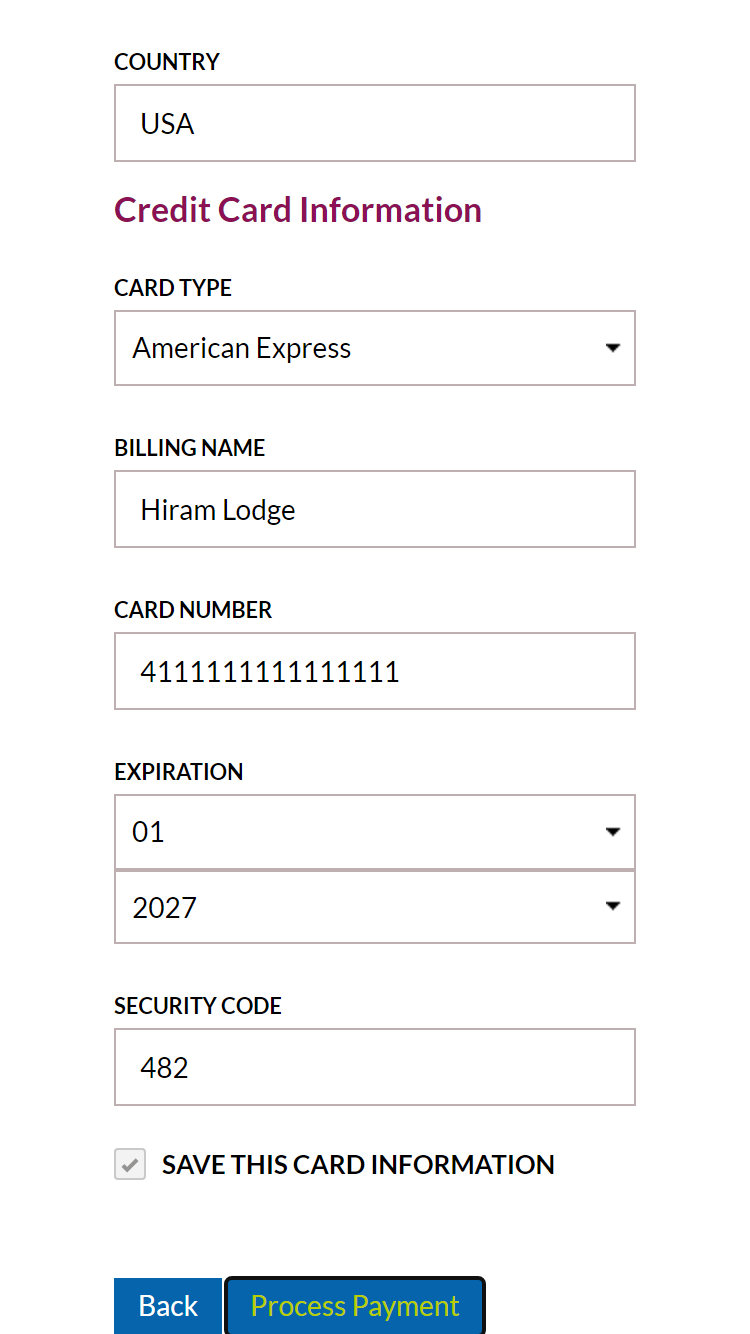 COUNTRY
USA
Credit Card Information
CARD TYPE
American Express
BILLING NAME
Hiram Lodge
CARD NUMBER
4111111111111111
EXPIRATION
01
2027
SECURITY CODE
482
SAVE THIS CARD INFORMATION
Back Process Payment